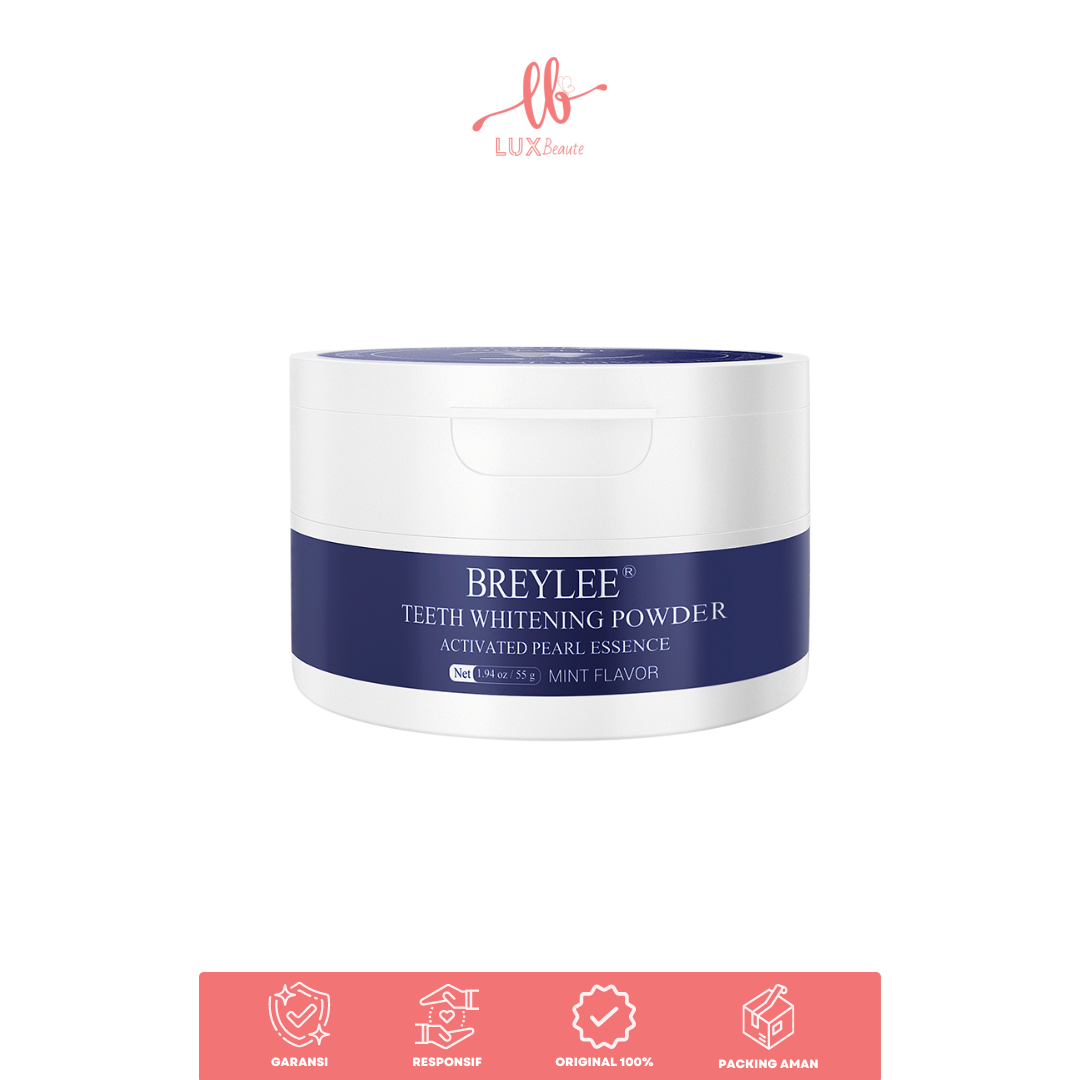 lb
LUX Beaute
BREYLEE®
TEETH WHITENING POWDER
ACTIVATED PEARL ESSENCE
Net 1.94 oz / 55 g MINT FLAVOR
GARANSI RESPONSIF ORIGINAL 100% PACKING AMAN